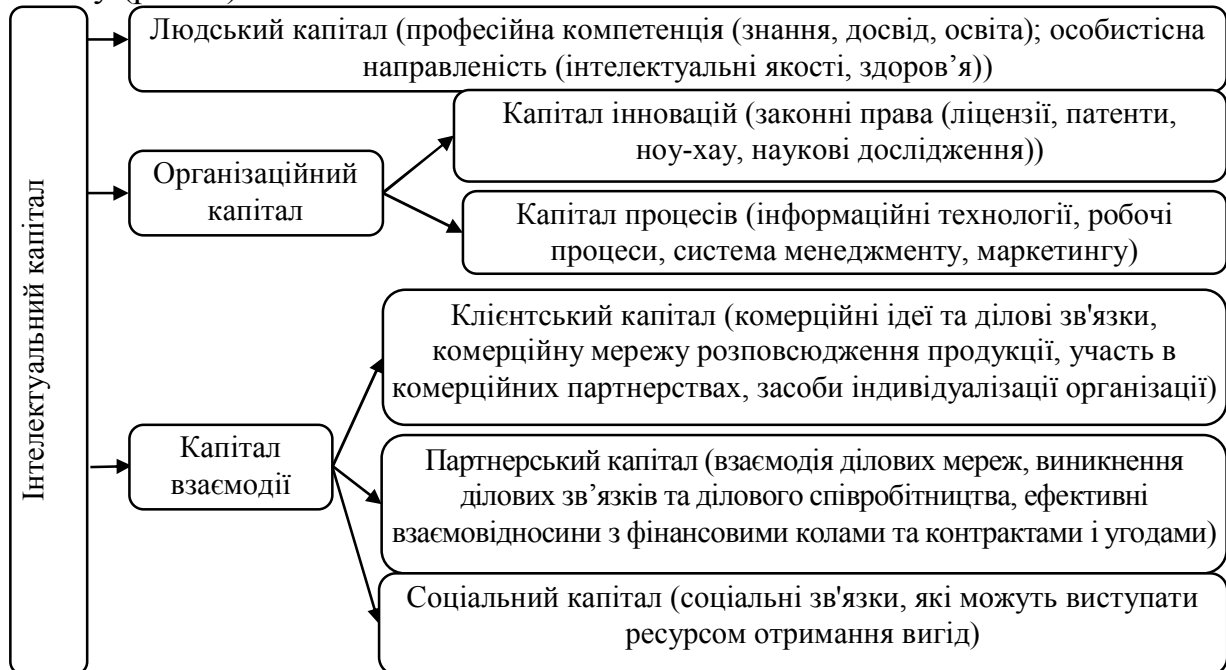 Людський капітал (професійна компетенція (знання, досвід, освіта); особистісна
направленість (інтелектуальні якості, здоров’я))
Капітал інновацій (законні права (ліцензії, патенти,
ноу-хау, наукові дослідження))
Організаційний
капітал
Капітал процесів (інформаційні технології, робочі
процеси, система менеджменту, маркетингу)
Інтелектуальний капітал
Клієнтський капітал (комерційні ідеї та ділові зв'язки,
комерційну мережу розповсюдження продукції, участь в
комерційних партнерствах, засоби індивідуалізації організації)
Капітал
взаємодії
Партнерський капітал (взаємодія ділових мереж, виникнення
ділових зв’язків та ділового співробітництва, ефективні
взаємовідносини з фінансовими колами та контрактами і угодами)
Соціальний капітал (соціальні зв'язки, які можуть виступати
ресурсом отримання вигід)